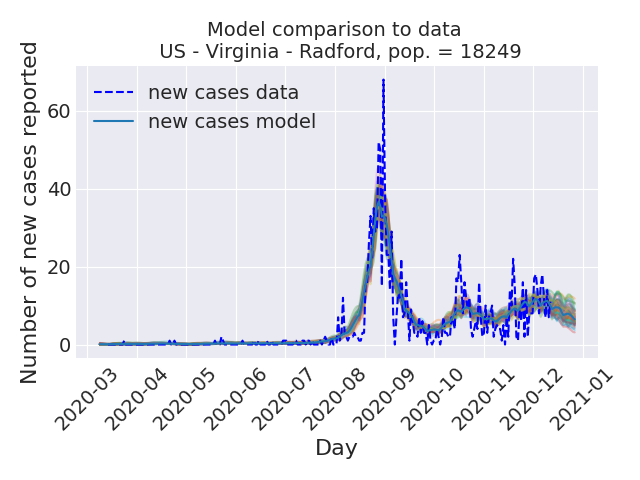 Model comparison to data
US - Virginia - Radford, pop. = 18249
Number of new cases reported
new cases data
new cases model
60
40
20
0
2020-03
2020-04
2020-05
2020-06
2020-07
2020-08
2020-09
2020-10
2020-11
2020-12
2021-01
Day